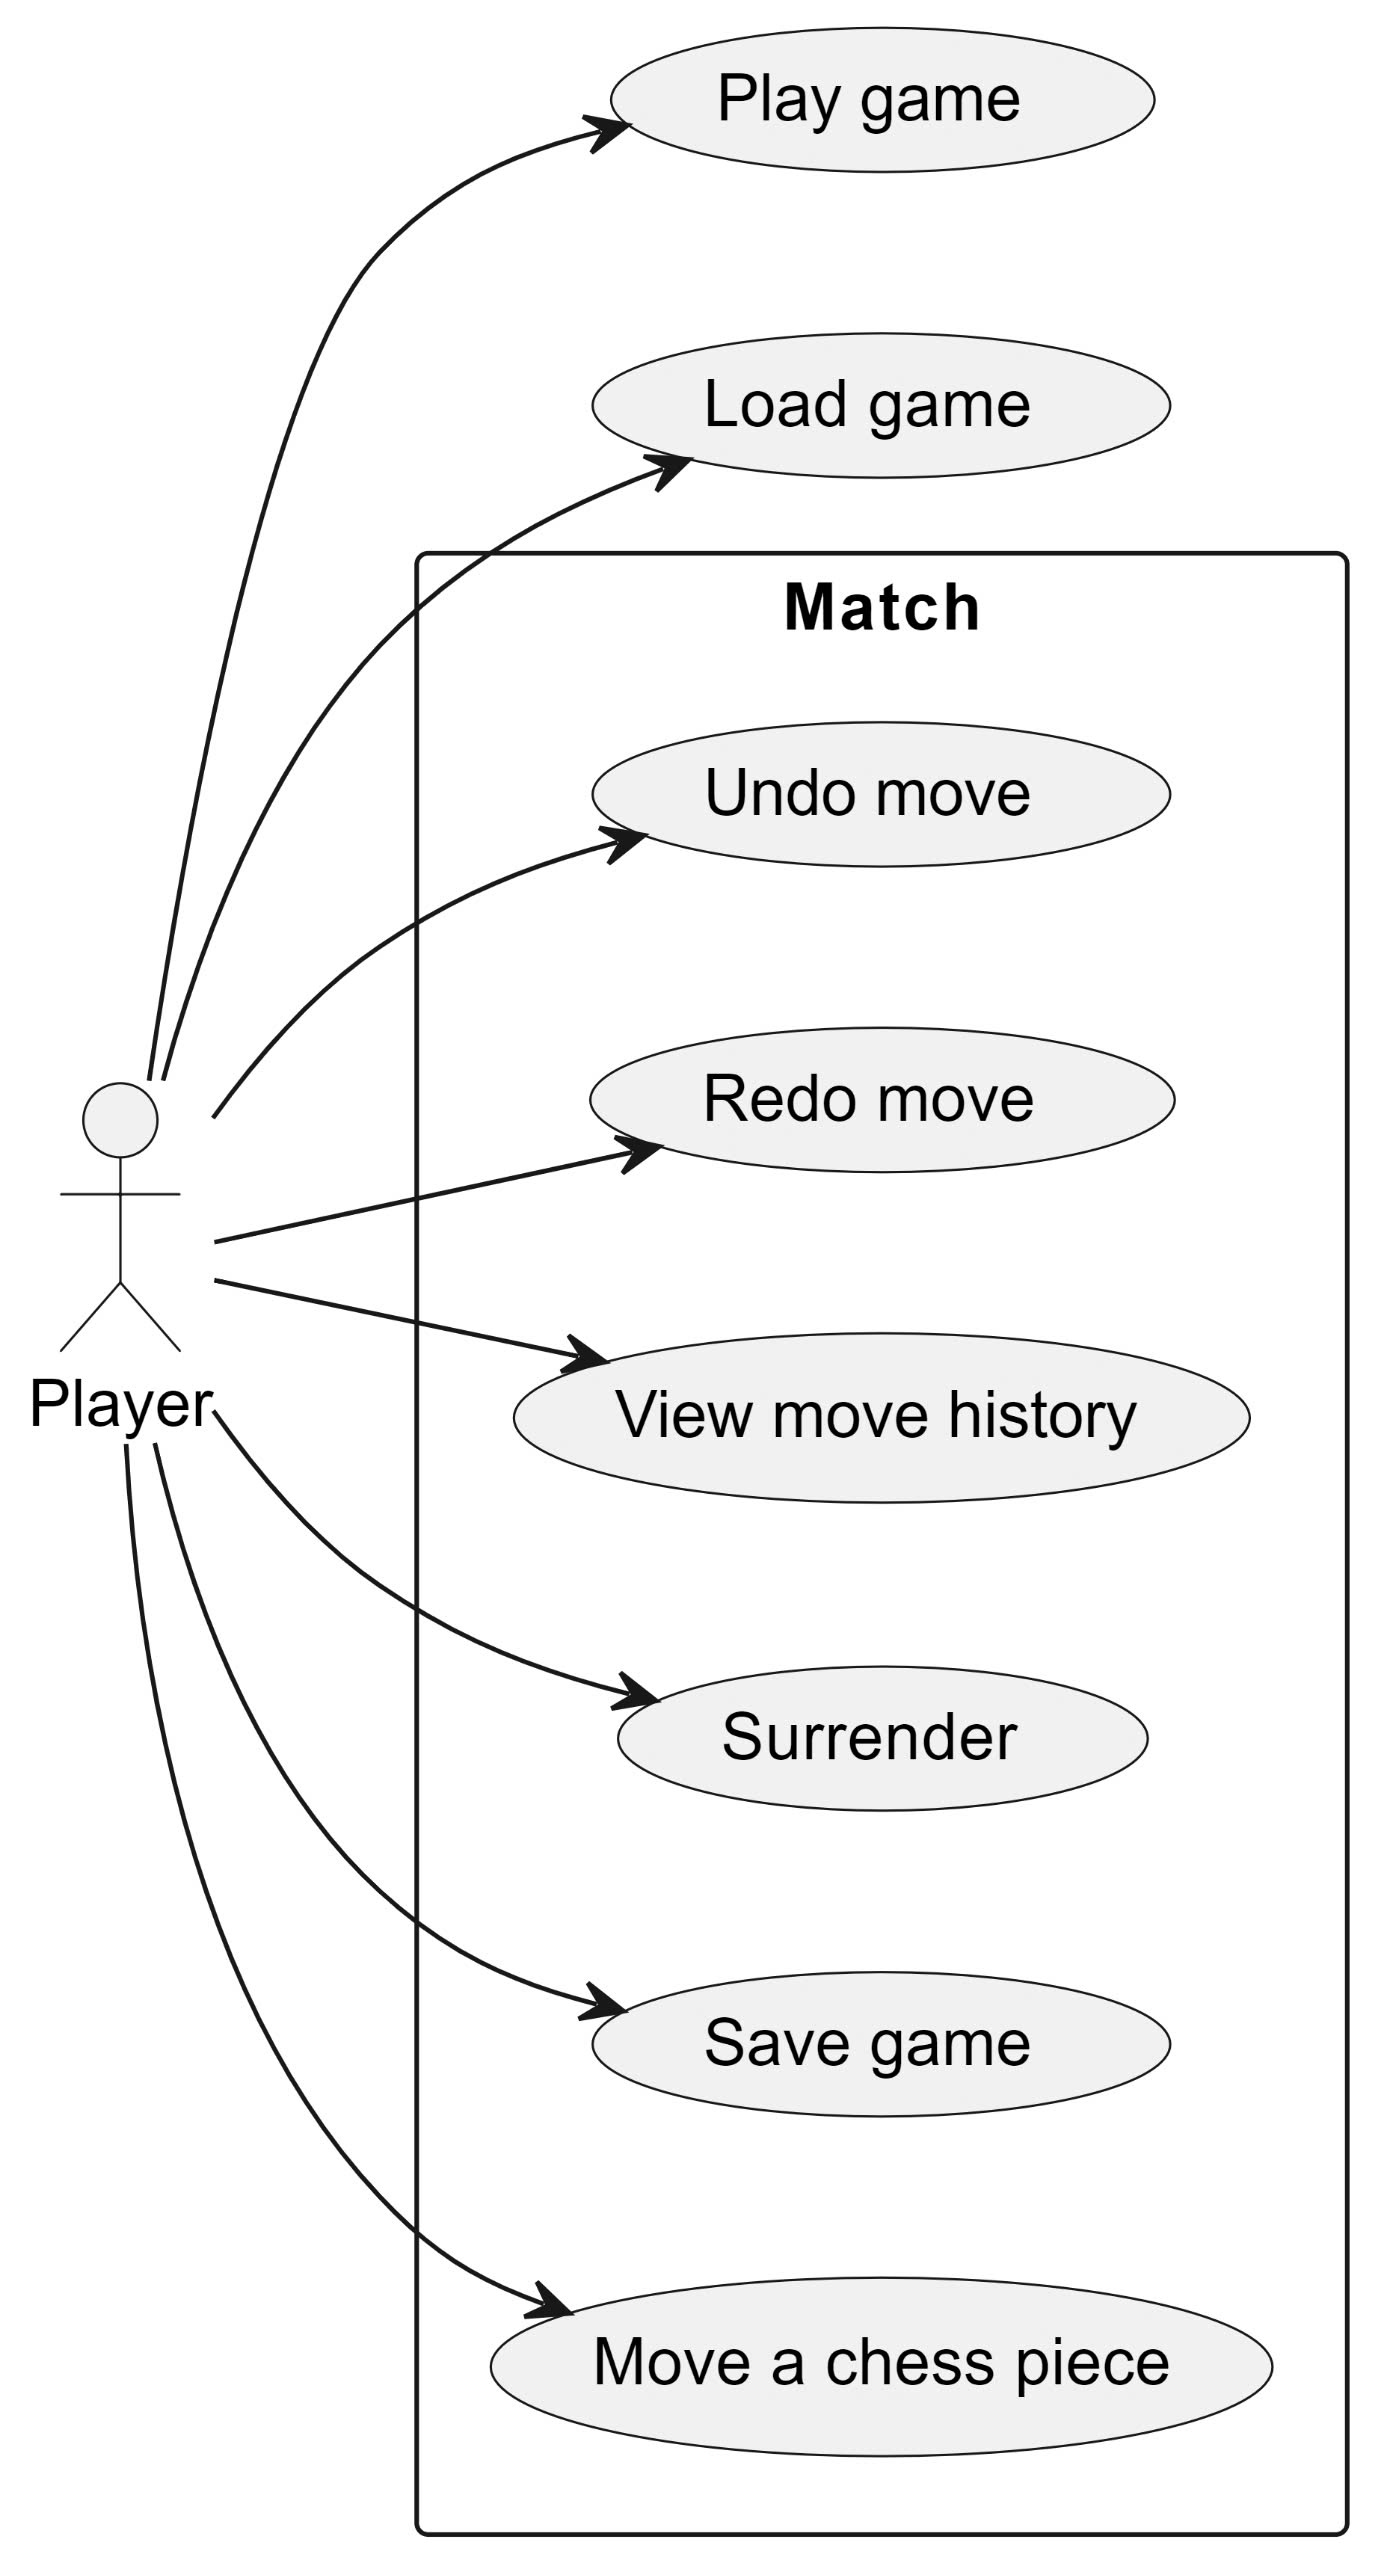 Play game
Load game
Match
Undo move
Redo move
View move history
Player
Surrender
Save game
Move a chess piece